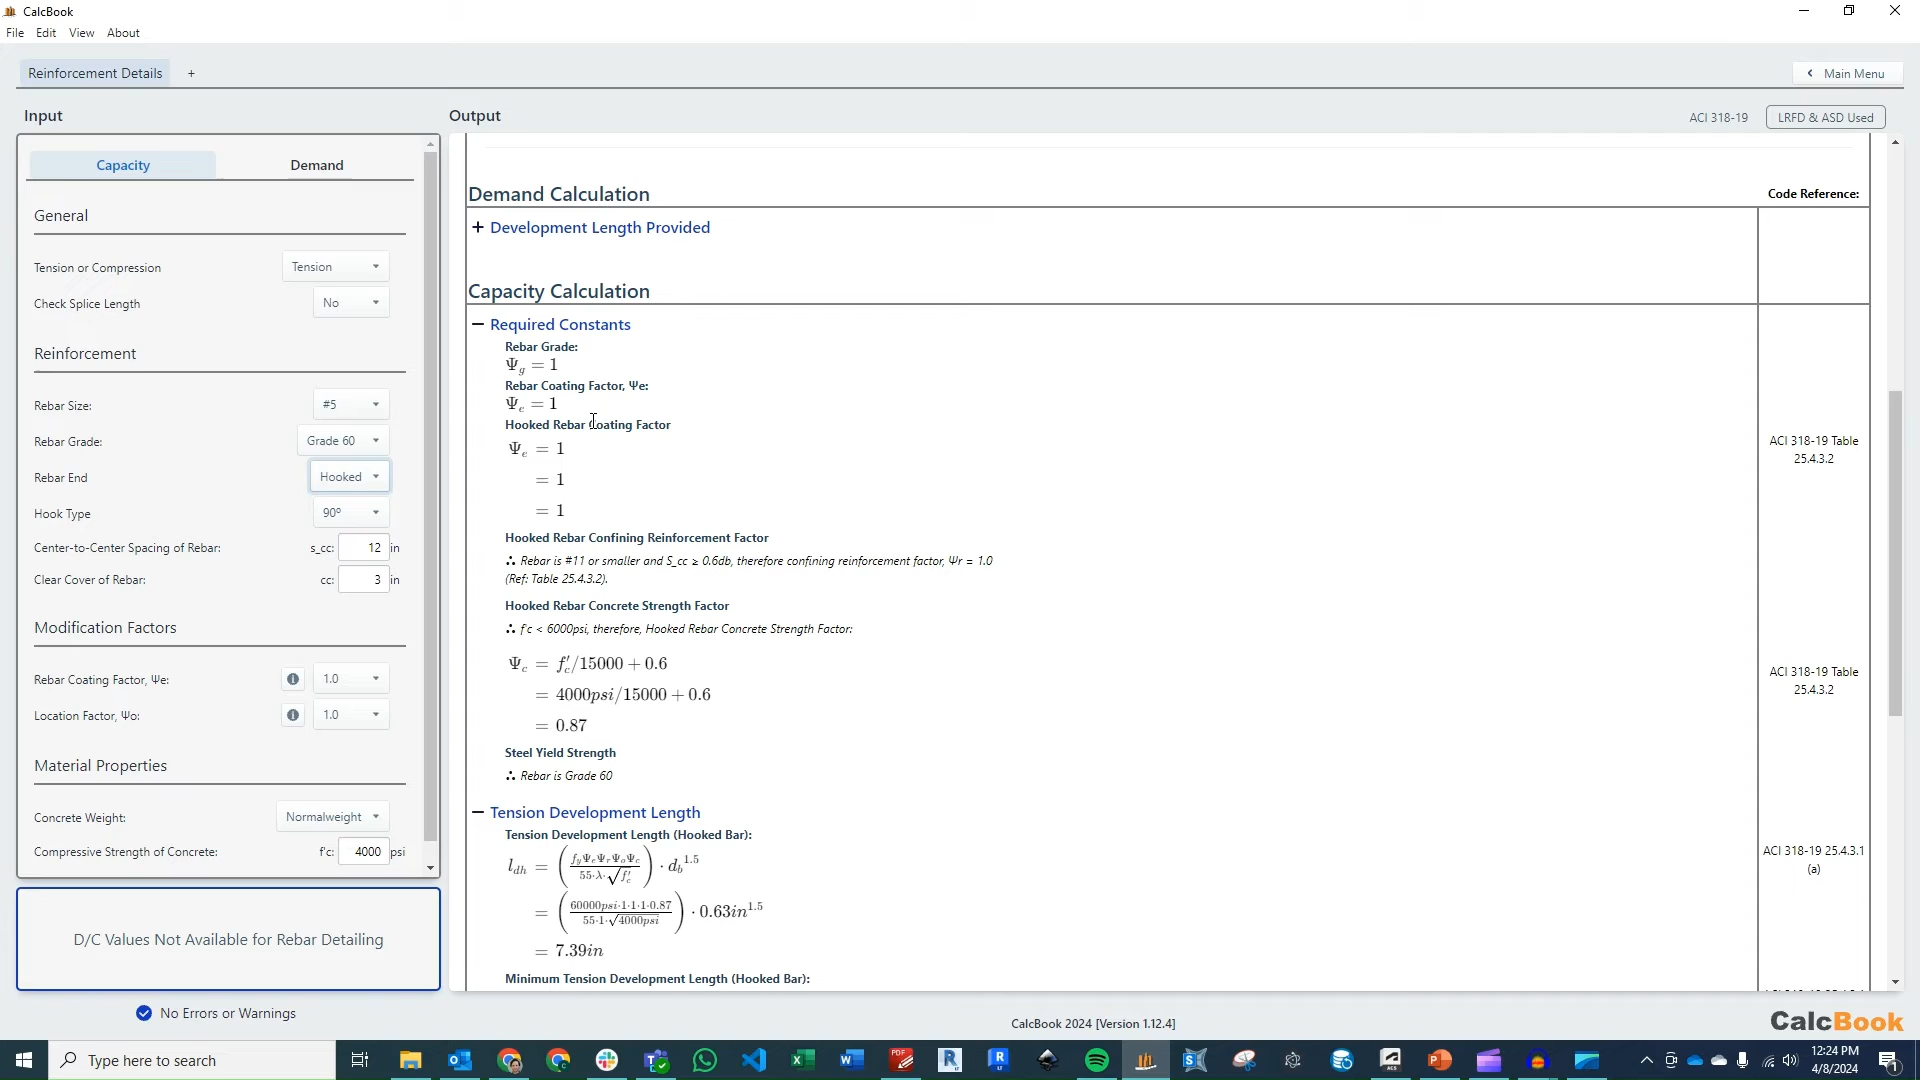 CalcBook
File Edit View About
Reinforcement Details +
Main Menu
Input
Output
ACI 318-19
LRFD & ASD Used
Capacity
Demand
General
Tension or Compression
Tension
Check Splice Length
No
Reinforcement
Rebar Size:
#5
Rebar Grade:
Grade 60
Rebar End
Hooked
Hook Type
90º
Center-to-Center Spacing of Rebar:
s_cc: 12 in
Clear Cover of Rebar:
cc: 3 in
Modification Factors
Rebar Coating Factor, Ψe:
1.0
Location Factor, Ψo:
1.0
Material Properties
Concrete Weight:
Normalweight
Compressive Strength of Concrete:
f'c: 4000 psi
D/C Values Not Available for Rebar Detailing
No Errors or Warnings
Demand Calculation
Code Reference:
+ Development Length Provided
Capacity Calculation
− Required Constants
Rebar Grade:
Ψg = 1
Rebar Coating Factor, Ψe:
Ψe = 1
Hooked Rebar Coating Factor
Ψe = 1
= 1
= 1
ACI 318-19 Table
25.4.3.2
Hooked Rebar Confining Reinforcement Factor
∴ Rebar is #11 or smaller and S_cc ≥ 0.6db, therefore confining reinforcement factor, Ψr = 1.0
(Ref: Table 25.4.3.2).
Hooked Rebar Concrete Strength Factor
∴ f'c < 6000psi, therefore, Hooked Rebar Concrete Strength Factor:
Ψc = f'c/15000 + 0.6
= 4000psi/15000 + 0.6
= 0.87
ACI 318-19 Table
25.4.3.2
Steel Yield Strength
∴ Rebar is Grade 60
− Tension Development Length
Tension Development Length (Hooked Bar):
ldh = (fyΨeΨrΨoΨc / 55·λ·√f'c) · db^1.5
= (60000psi·1·1·1·0.87 / 55·1·√4000psi) · 0.63in^1.5
= 7.39in
ACI 318-19 25.4.3.1
(a)
Minimum Tension Development Length (Hooked Bar):
CalcBook 2024 [Version 1.12.4]
CalcBook
Type here to search
12:24 PM
4/8/2024
1